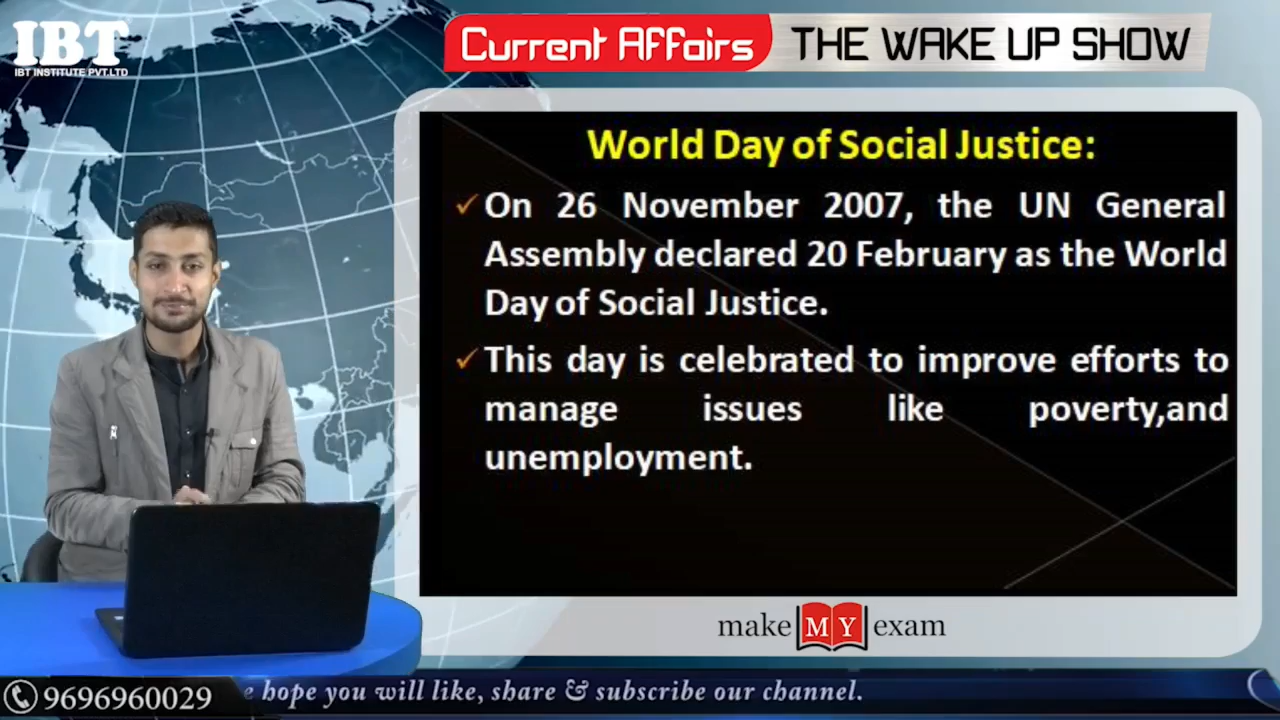 IBT
IBT INSTITUTE PVT.LTD
Current Affairs THE WAKE UP SHOW
World Day of Social Justice:
On 26 November 2007, the UN General
Assembly declared 20 February as the World
Day of Social Justice.
This day is celebrated to improve efforts to
manage issues like poverty,and
unemployment.
make MY exam
9696960029 e hope you will like, share & subscribe our channel.